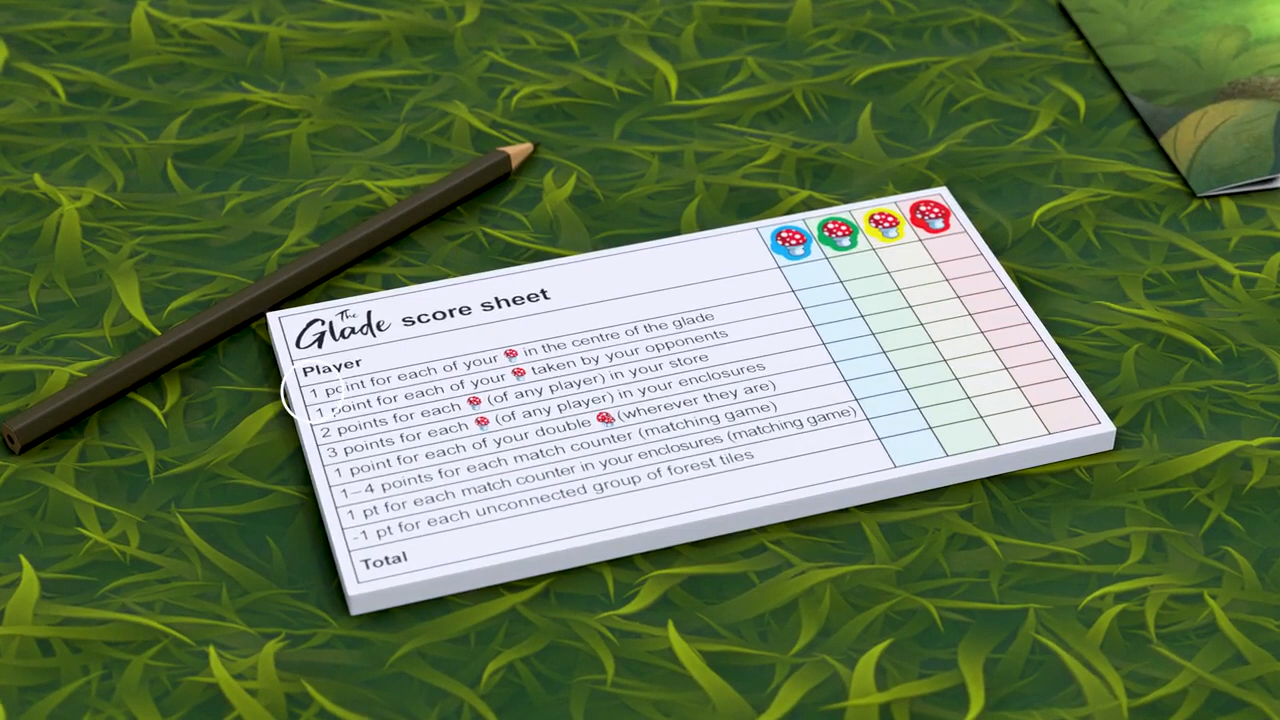 The Glade score sheet
Player
1 point for each of your in the centre of the glade
1 point for each of your taken by your opponents
2 points for each (of any player) in your store
3 points for each (of any player) in your enclosures
1 point for each of your double (wherever they are)
1–4 points for each match counter (matching game)
1 pt for each match counter in your enclosures (matching game)
-1 pt for each unconnected group of forest tiles
Total